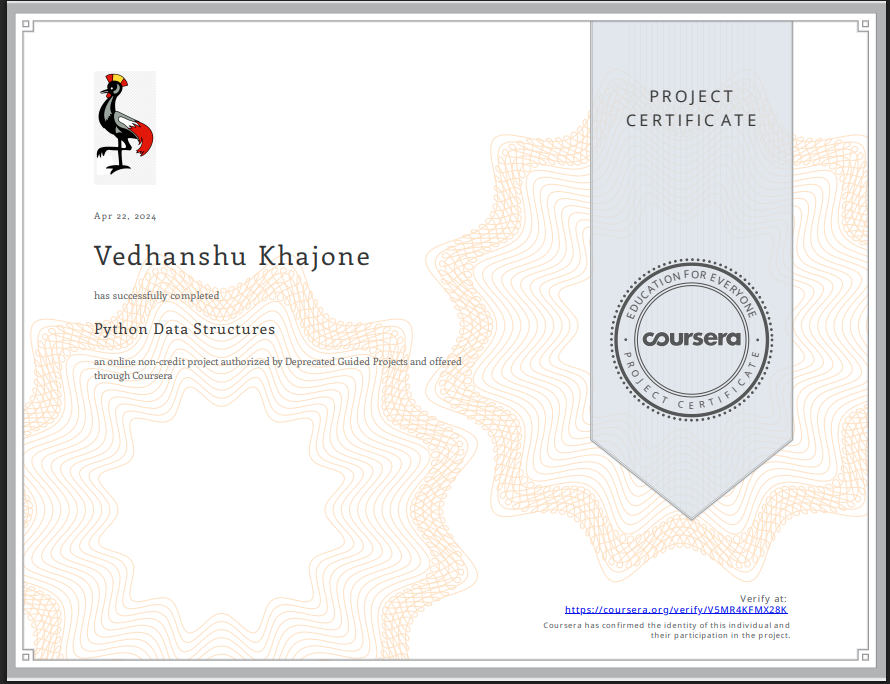 PROJECT
CERTIFICATE
Apr 22, 2024
Vedhanshu Khajone
has successfully completed
Python Data Structures
an online non-credit project authorized by Deprecated Guided Projects and offered
through Coursera
EDUCATION FOR EVERYONE
coursera
PROJECT CERTIFICATE
Verify at:
https://coursera.org/verify/V5MR4KFMX28K
Coursera has confirmed the identity of this individual and
their participation in the project.